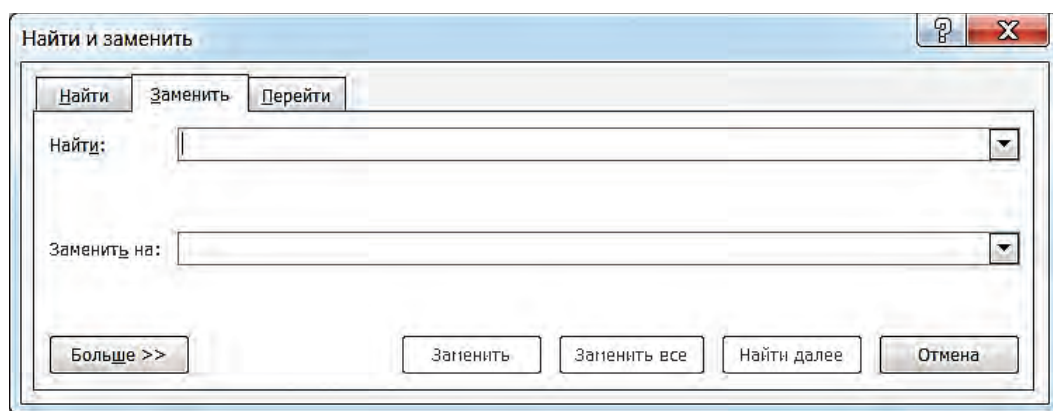 Найти и заменить
Найти Заменить Перейти
Найти:
Заменить на:
Больше >> Заменить Заменить все Найти далее Отмена